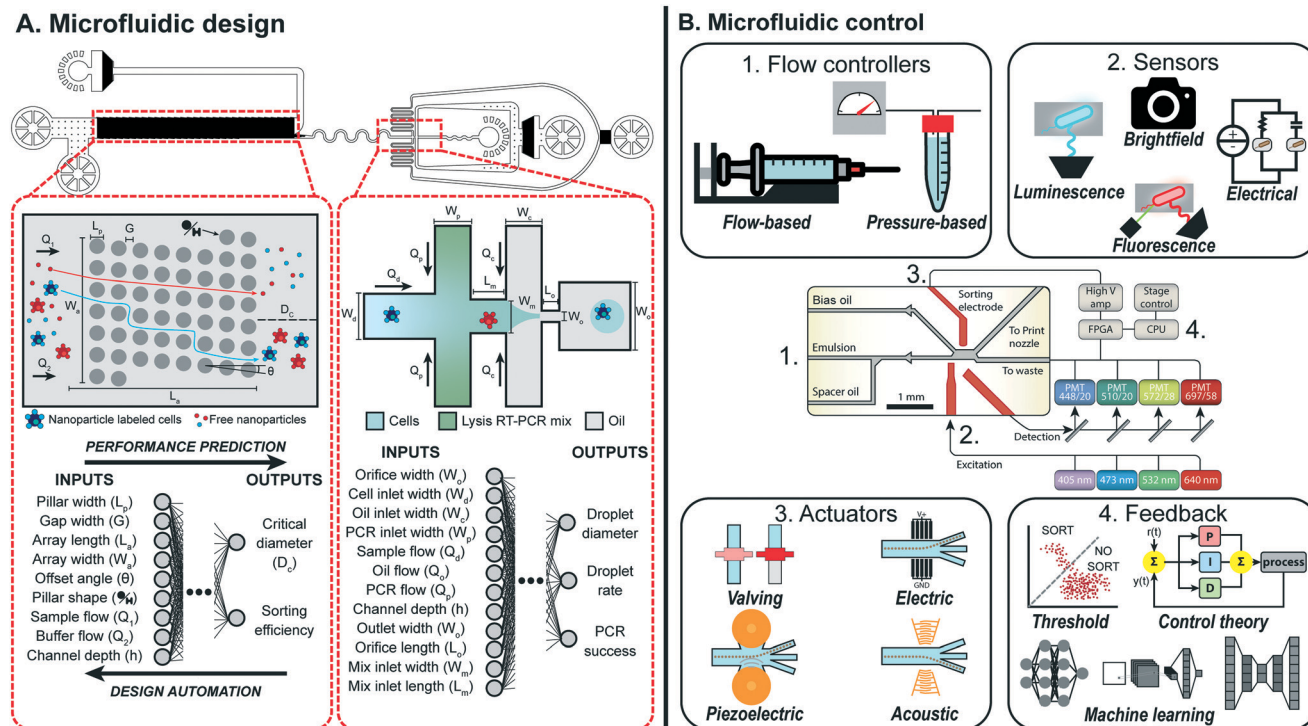 A. Microfluidic design
Q₁
Lₚ
G
●/H
Wₐ
D꜀
Q₂
θ
Lₐ
Nanoparticle labeled cells
Free nanoparticles
PERFORMANCE PREDICTION
INPUTS
OUTPUTS
Pillar width (Lₚ)
Gap width (G)
Array length (Lₐ)
Array width (Wₐ)
Offset angle (θ)
Pillar shape (●/H)
Sample flow (Q₁)
Buffer flow (Q₂)
Channel depth (h)
Critical
diameter
(D꜀)
Sorting
efficiency
DESIGN AUTOMATION
Wₚ
W꜀
Qₚ
Q꜀
Q_d
Lₘ
Wₘ
Lₒ
W_d
Wₒ
Wₒ
Qₚ
Q꜀
Cells
Lysis RT-PCR mix
Oil
INPUTS
OUTPUTS
Orifice width (Wₒ)
Cell inlet width (W_d)
Oil inlet width (W꜀)
PCR inlet width (Wₚ)
Sample flow (Q_d)
Oil flow (Qₒ)
PCR flow (Qₚ)
Channel depth (h)
Outlet width (Wₒ)
Orifice length (Lₒ)
Mix inlet width (Wₘ)
Mix inlet length (Lₘ)
Droplet
diameter
Droplet
rate
PCR
success
B. Microfluidic control
1. Flow controllers
Flow-based
Pressure-based
2. Sensors
Brightfield
Luminescence
Electrical
Fluorescence
3.
Bias oil
Sorting
electrode
High V
amp
Stage
control
FPGA
CPU
4.
1.
Emulsion
To Print
nozzle
To waste
Spacer oil
1 mm
PMT
448/20
PMT
510/20
PMT
572/28
PMT
697/58
2.
Detection
Excitation
405 nm
473 nm
532 nm
640 nm
3. Actuators
V+
GND
Valving
Electric
Piezoelectric
Acoustic
4. Feedback
SORT
NO
SORT
Threshold
r(t)
Σ
y(t)
P
I
D
Σ
process
Control theory
Machine learning